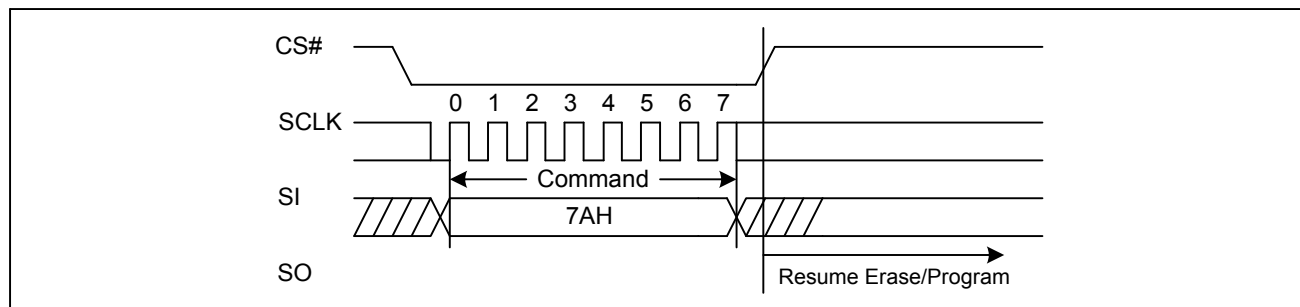 CS#
0 1 2 3 4 5 6 7
SCLK
Command
SI
7AH
SO
Resume Erase/Program